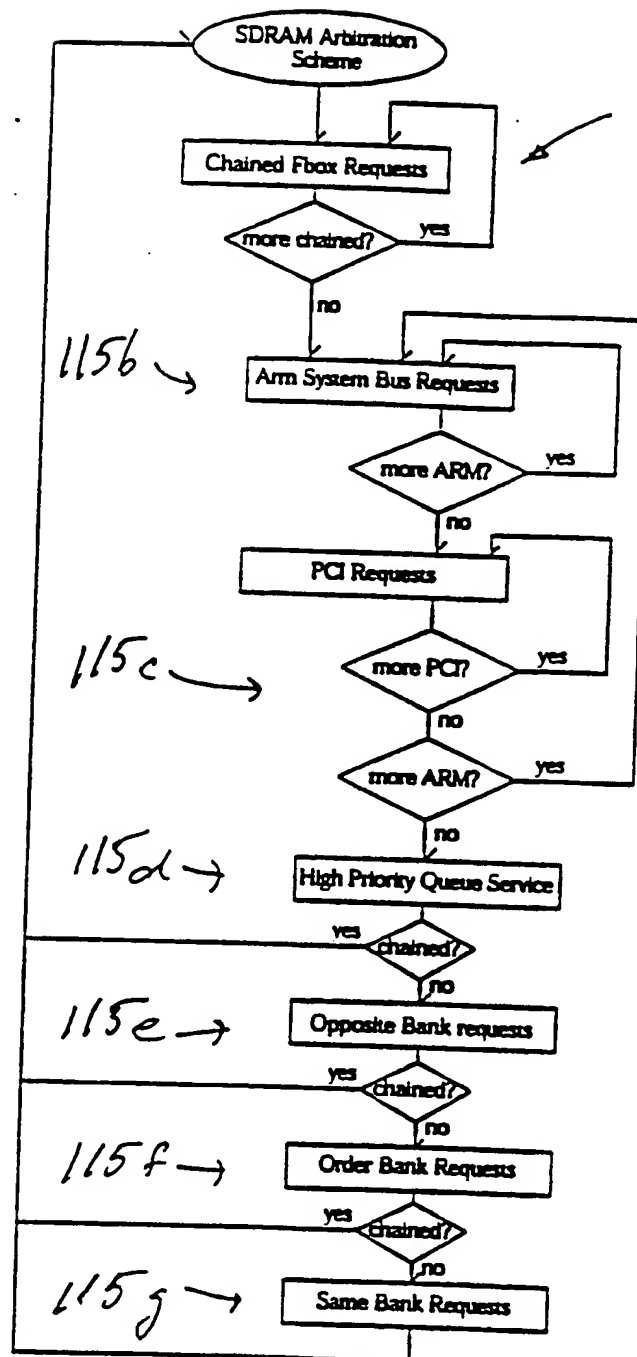 SDRAM Arbitration
Scheme
Chained Fbox Requests
more chained?
yes
no
115b
Arm System Bus Requests
more ARM?
yes
no
PCI Requests
115c
more PCI?
yes
no
more ARM?
yes
no
115d
High Priority Queue Service
yes
chained?
no
115e
Opposite Bank requests
yes
chained?
no
115f
Order Bank Requests
yes
chained?
no
115g
Same Bank Requests